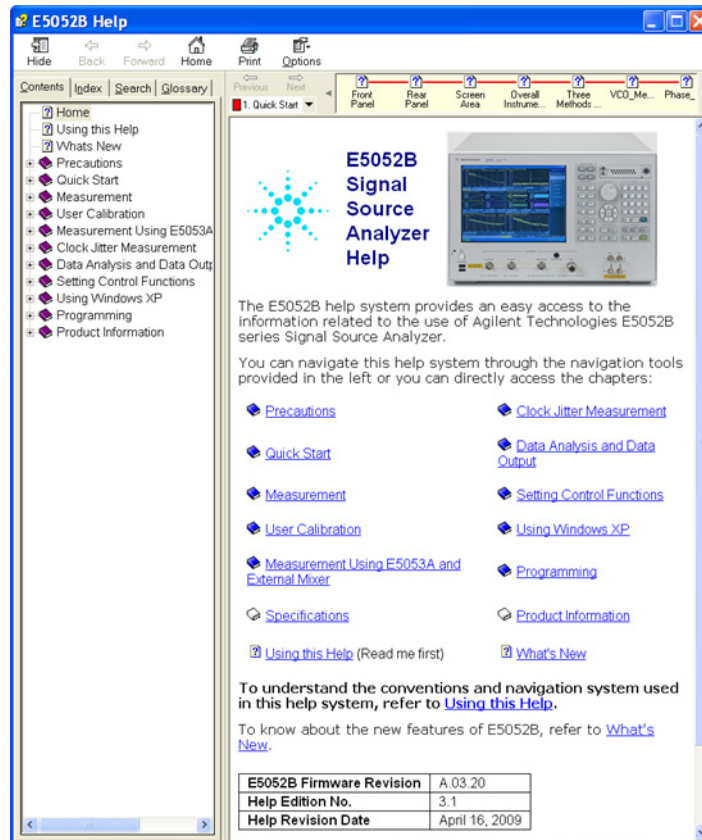 E5052B Help
Hide Back Forward Home Print Options
Contents Index Search Glossary
Home
Using this Help
Whats New
Precautions
Quick Start
Measurement
User Calibration
Measurement Using E5053A
Clock Jitter Measurement
Data Analysis and Data Outp
Setting Control Functions
Using Windows XP
Programming
Product Information
Previous Next
1. Quick Start
Front Panel
Rear Panel
Screen Area
Overall Instrume...
Three Methods ...
VCO_Me...
Phase_
E5052B
Signal
Source
Analyzer
Help
The E5052B help system provides an easy access to the
information related to the use of Agilent Technologies E5052B
series Signal Source Analyzer.
You can navigate this help system through the navigation tools
provided in the left or you can directly access the chapters:
Precautions
Clock Jitter Measurement
Quick Start
Data Analysis and Data
Output
Measurement
Setting Control Functions
User Calibration
Using Windows XP
Measurement Using E5053A and
External Mixer
Programming
Specifications
Product Information
Using this Help (Read me first)
What's New
To understand the conventions and navigation system used
in this help system, refer to Using this Help.
To know about the new features of E5052B, refer to What's
New.
E5052B Firmware Revision A.03.20
Help Edition No. 3.1
Help Revision Date April 16, 2009